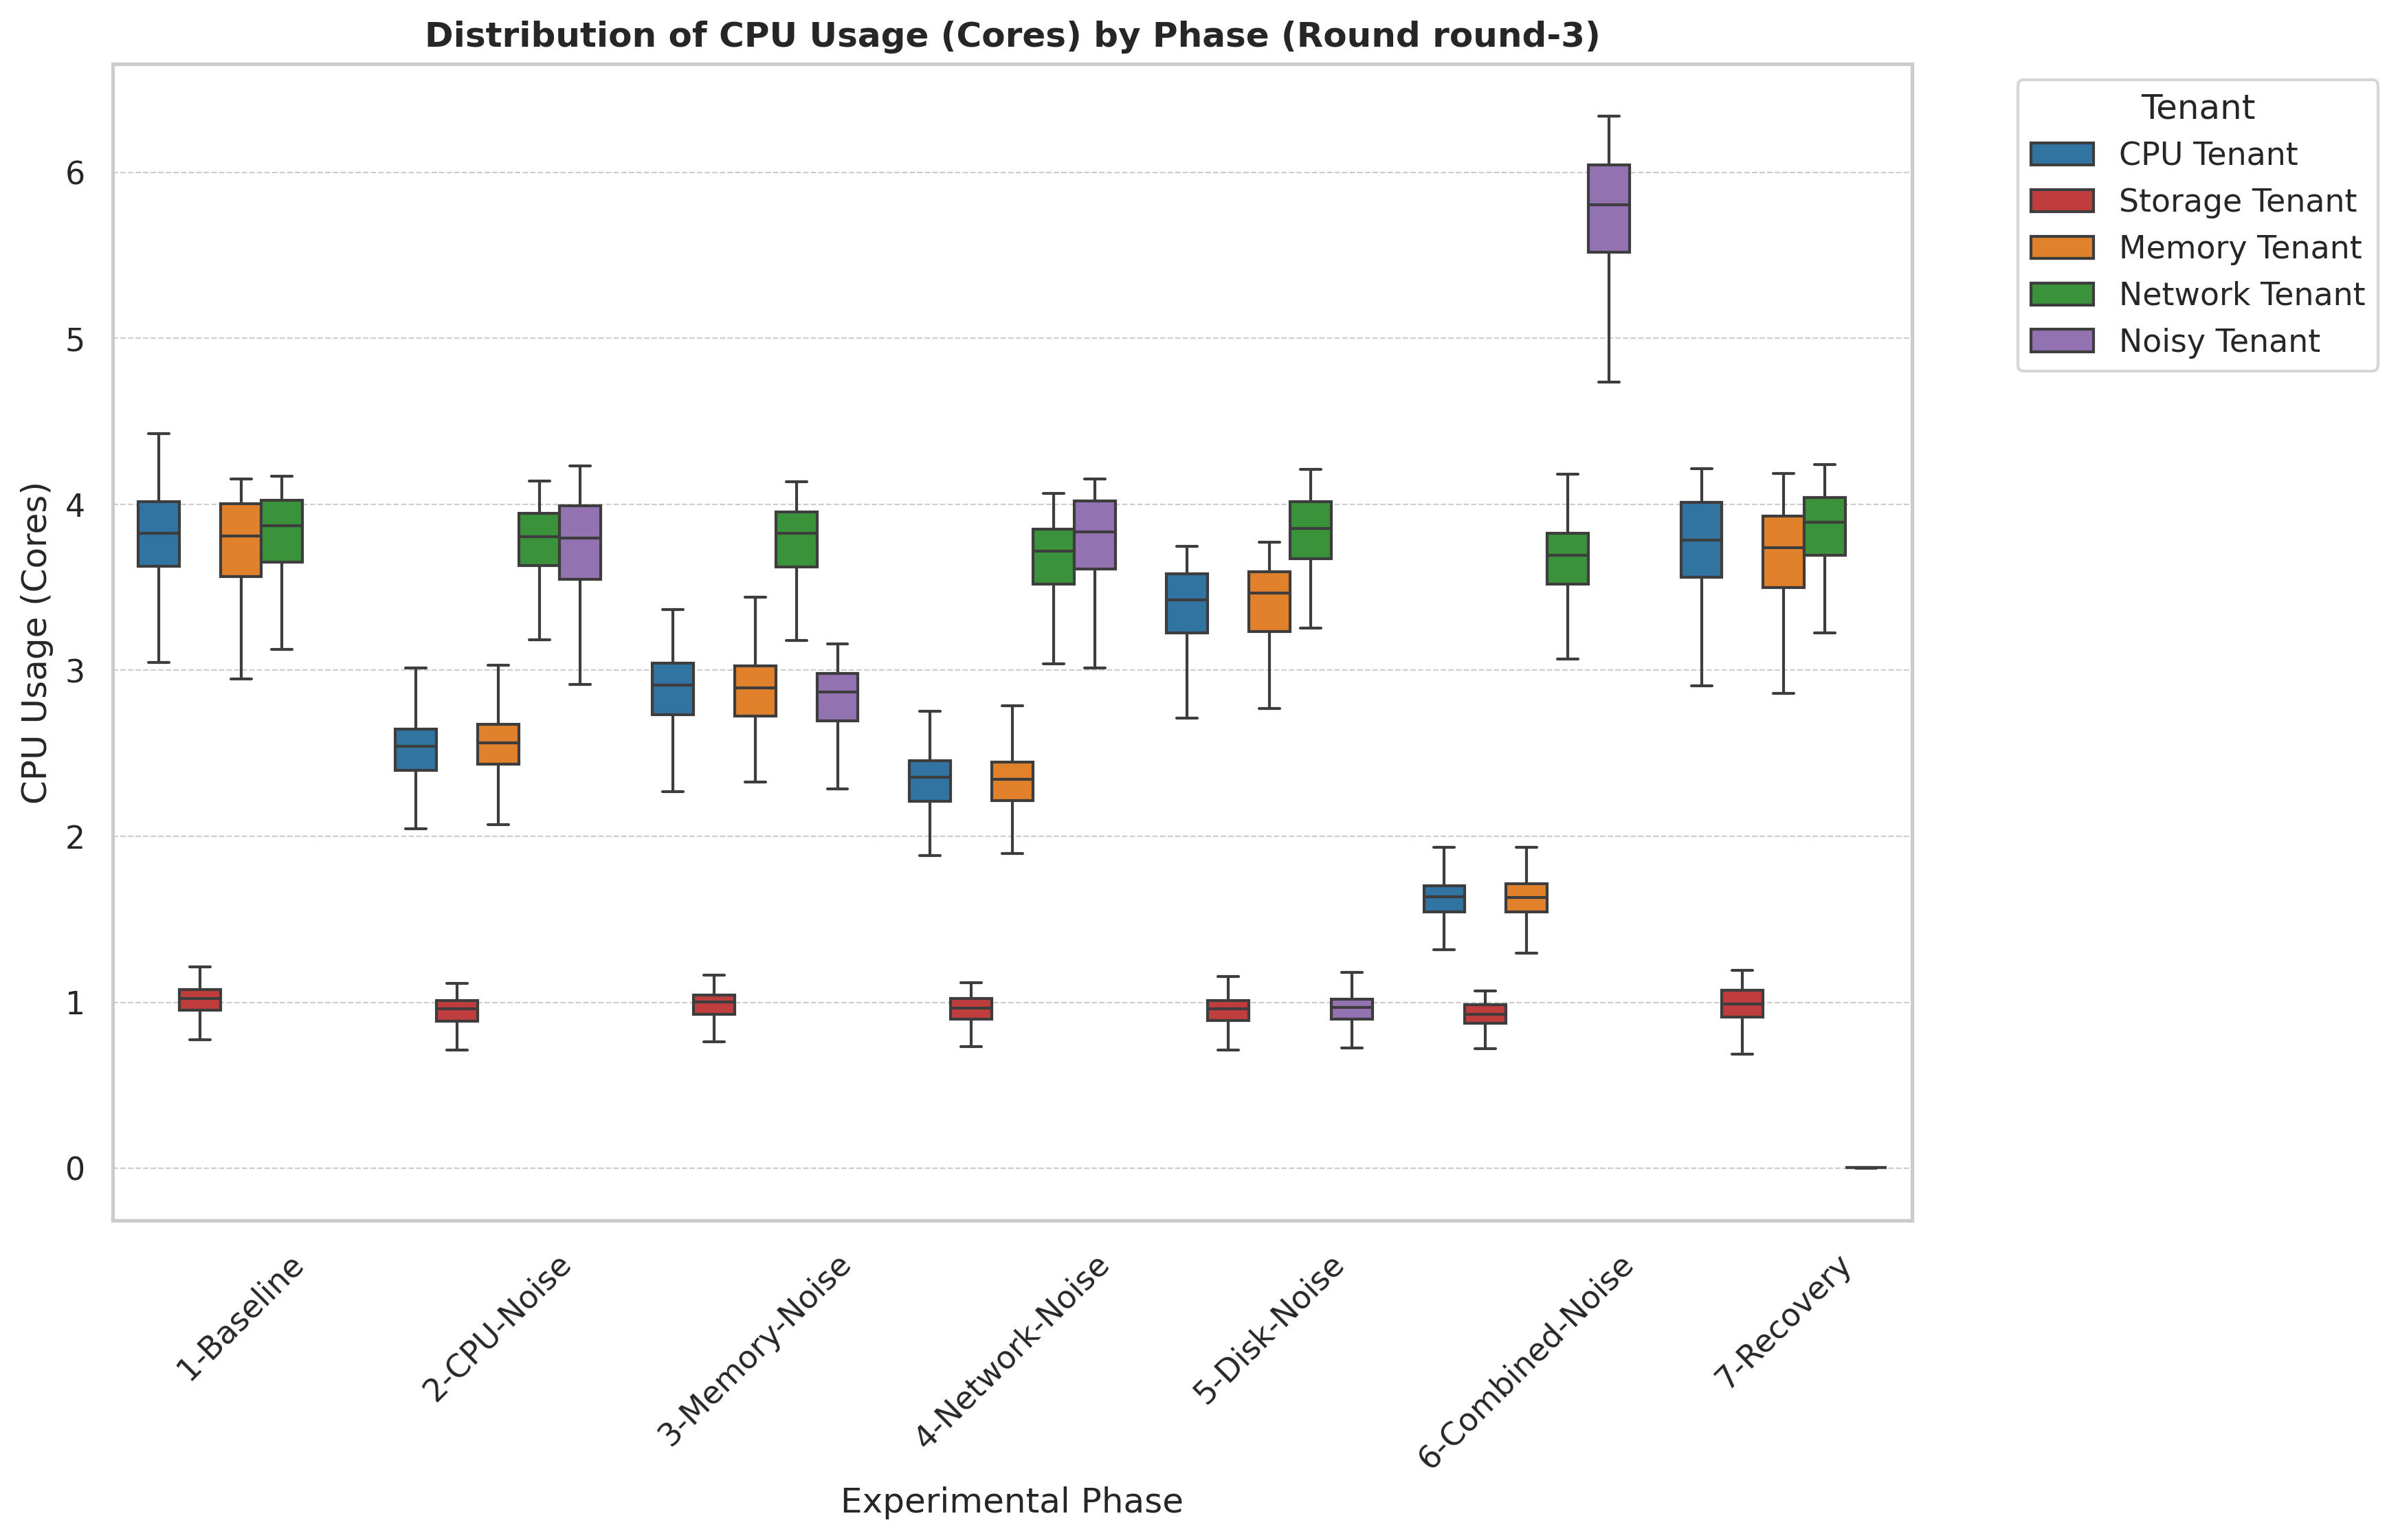 Distribution of CPU Usage (Cores) by Phase (Round round-3)
Tenant
CPU Tenant
Storage Tenant
Memory Tenant
Network Tenant
Noisy Tenant
CPU Usage (Cores)
6
5
4
3
2
1
0
1-Baseline
2-CPU-Noise
3-Memory-Noise
4-Network-Noise
5-Disk-Noise
6-Combined-Noise
7-Recovery
Experimental Phase